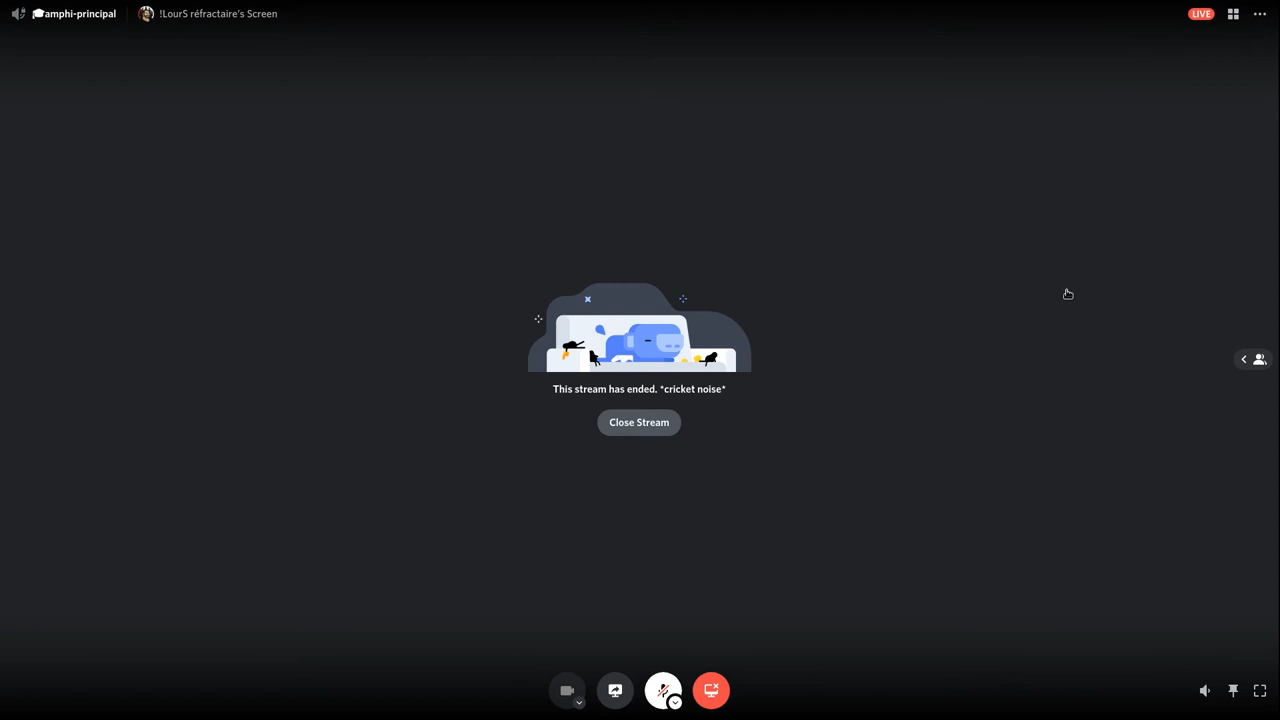 amphi-principal
!LourS réfractaire's Screen
LIVE
This stream has ended. *cricket noise*
Close Stream